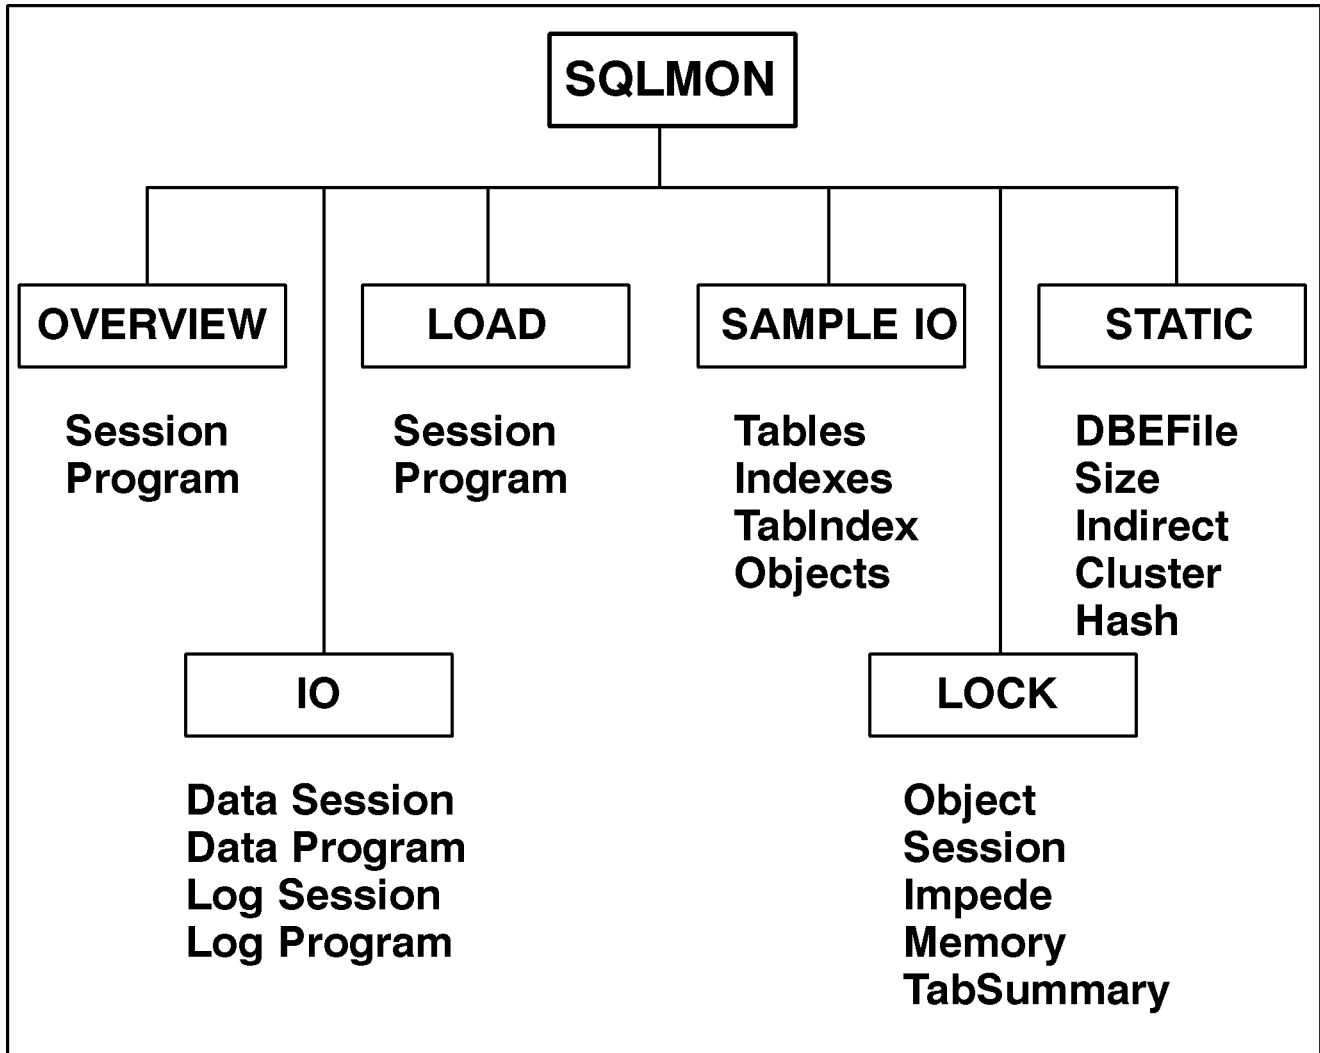 SQLMON
OVERVIEW
Session
Program
LOAD
Session
Program
SAMPLE IO
Tables
Indexes
TabIndex
Objects
STATIC
DBEFile
Size
Indirect
Cluster
Hash
IO
Data Session
Data Program
Log Session
Log Program
LOCK
Object
Session
Impede
Memory
TabSummary